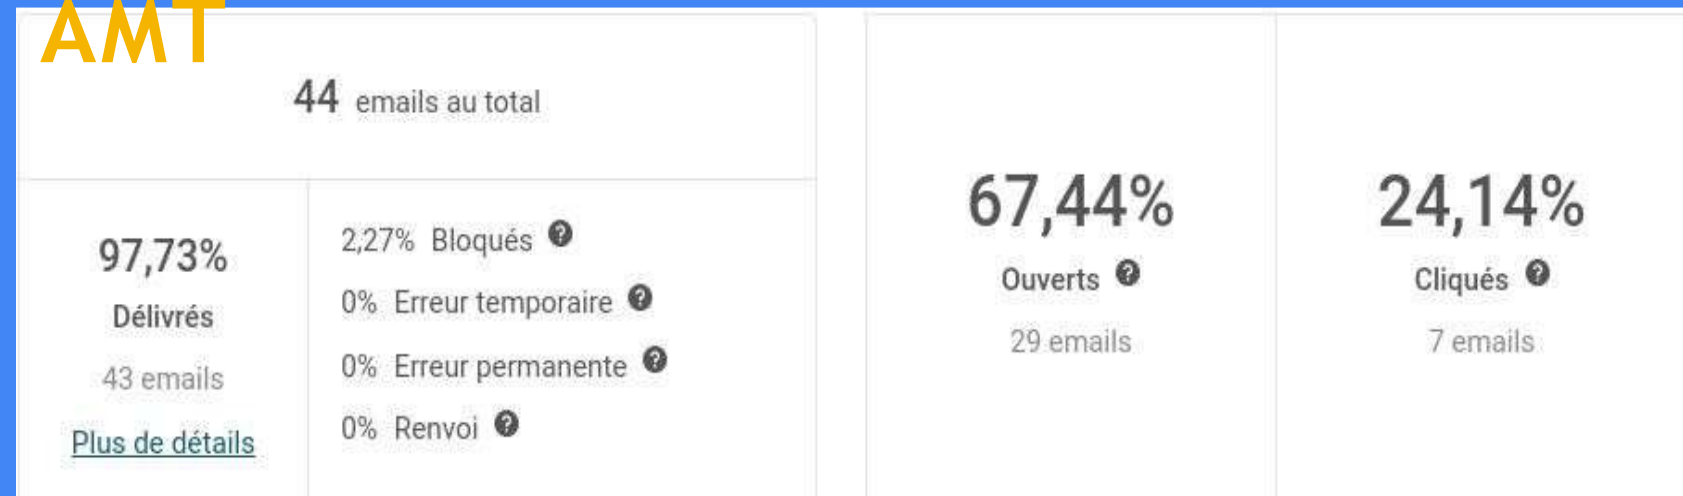 AMT
44 emails au total
97,73%
Délivrés
43 emails
Plus de détails
2,27% Bloqués
0% Erreur temporaire
0% Erreur permanente
0% Renvoi
67,44%
Ouverts
29 emails
24,14%
Cliqués
7 emails